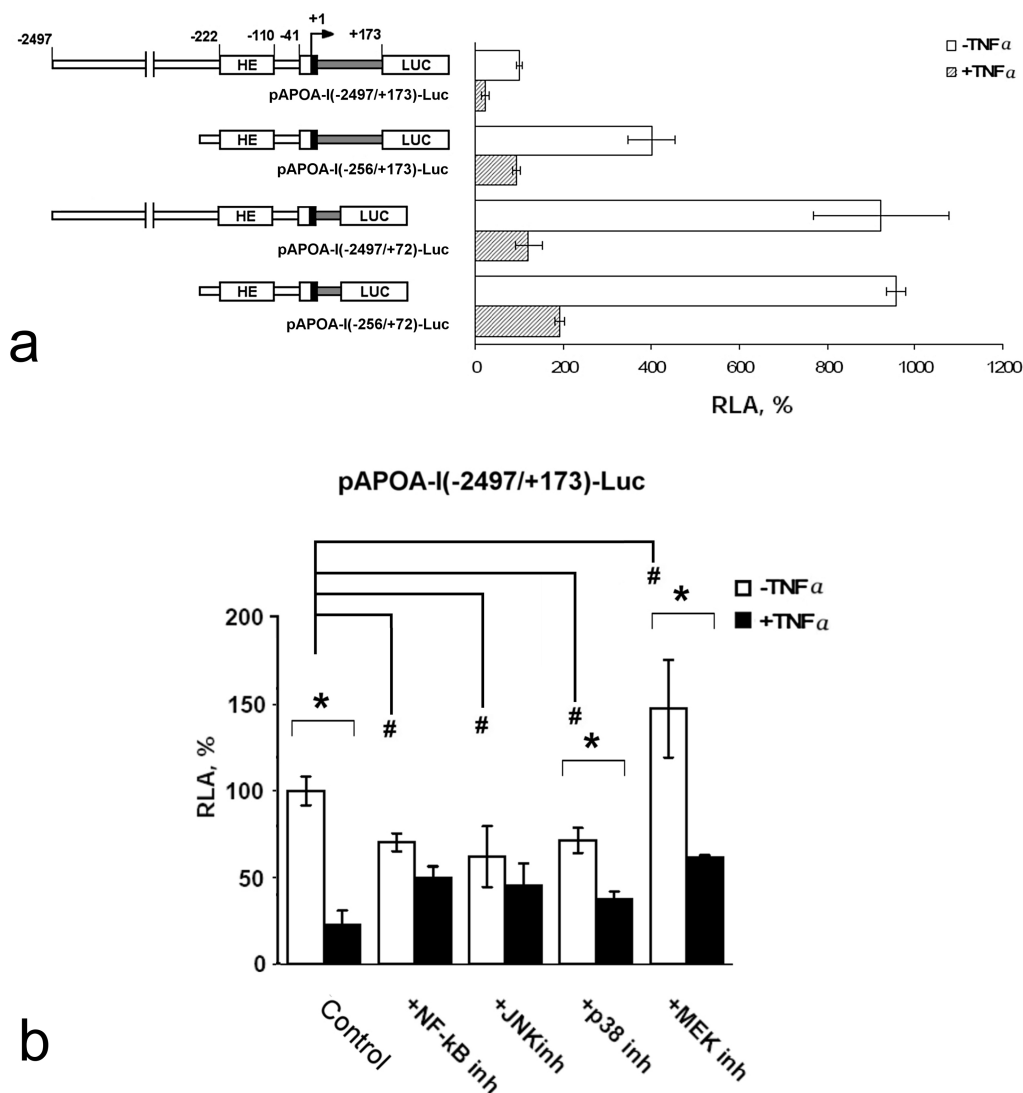 +1
-2497 -222 -110 -41 +173
HE LUC
pAPOA-I(-2497/+173)-Luc
HE LUC
pAPOA-I(-256/+173)-Luc
HE LUC
pAPOA-I(-2497/+72)-Luc
HE LUC
pAPOA-I(-256/+72)-Luc
-TNFα
+TNFα
0 200 400 600 800 1000 1200
RLA, %
a
pAPOA-I(-2497/+173)-Luc
-TNFα
+TNFα
# # # #
* * *
200
150
100
50
0
RLA, %
Control
+NF-kB inh
+JNKinh
+p38 inh
+MEK inh
b